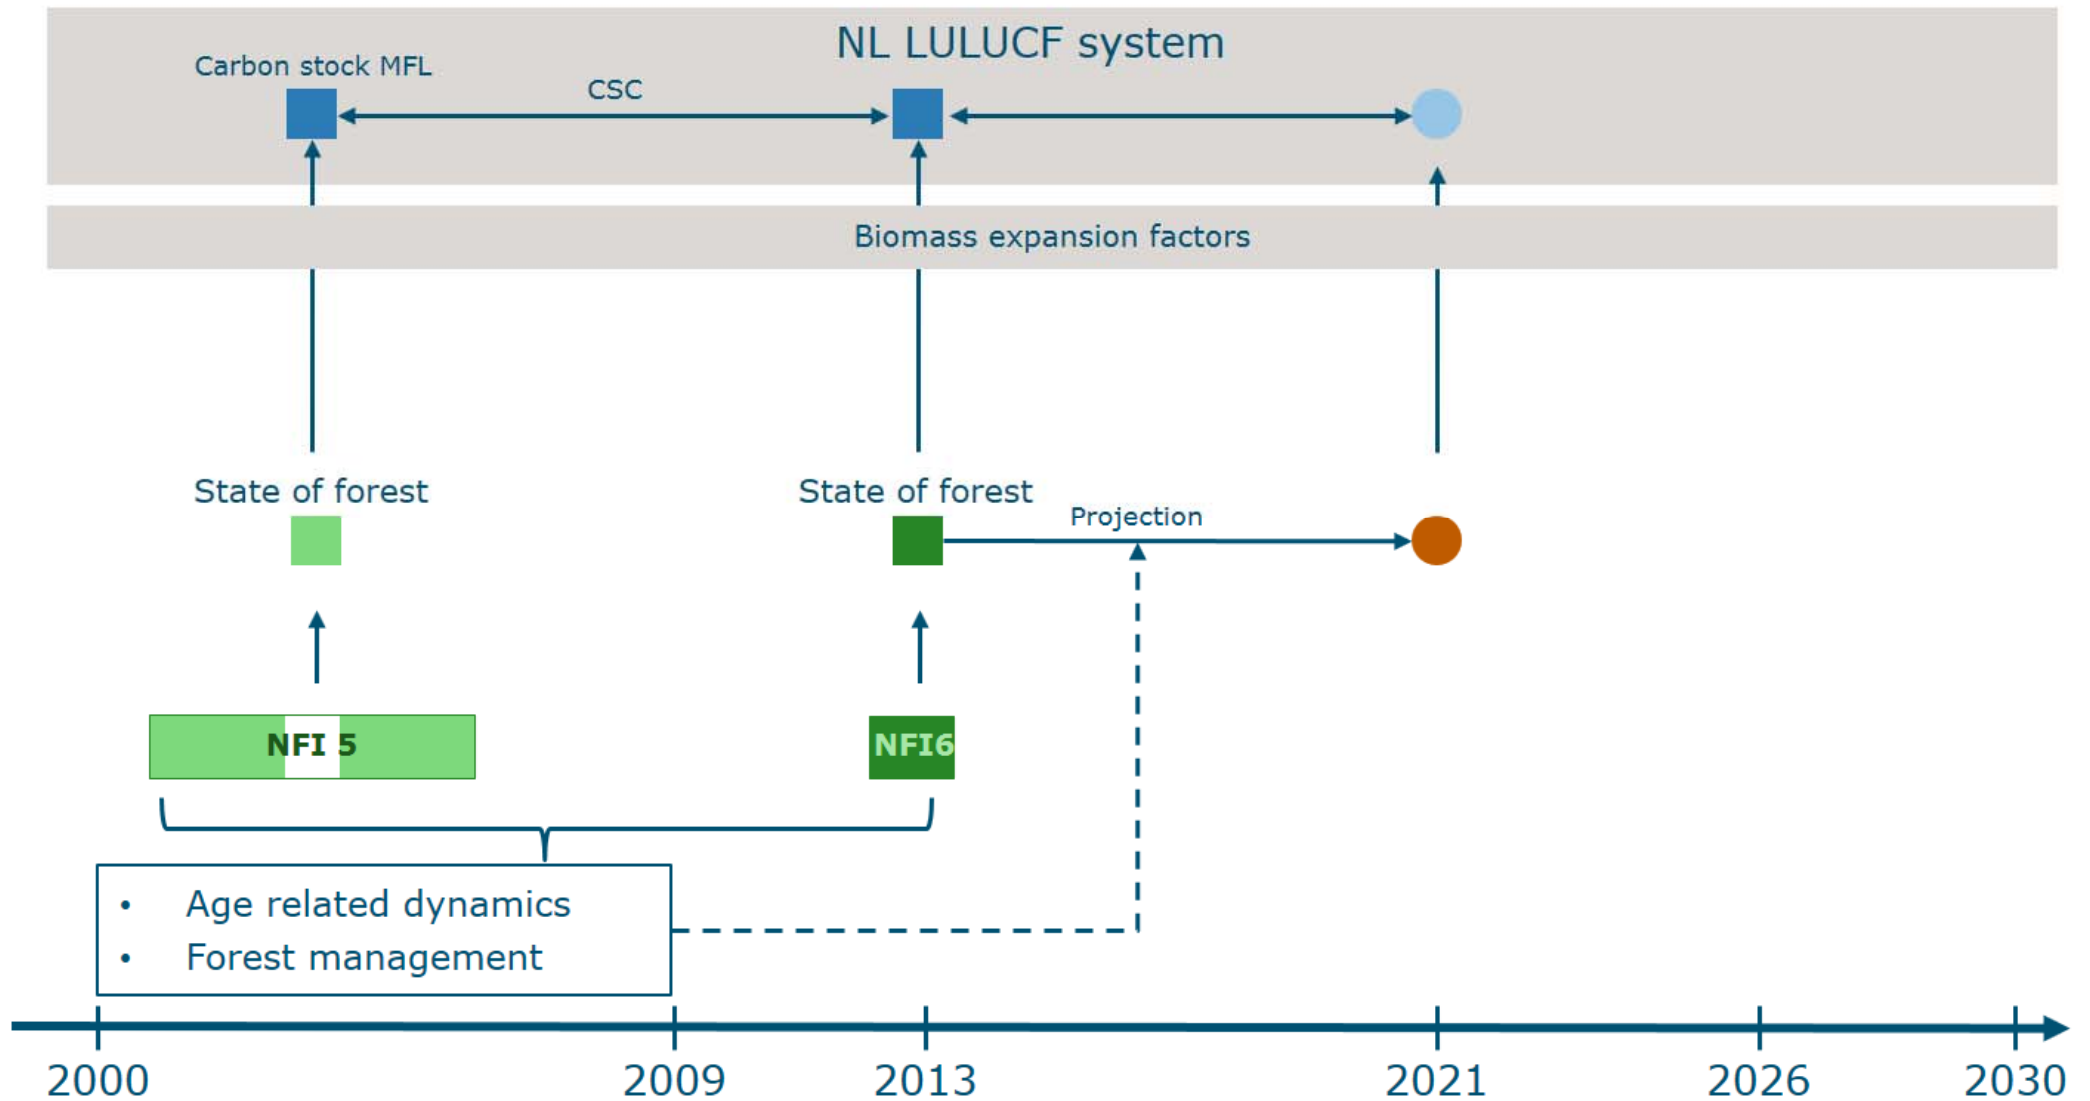 NL LULUCF system
Carbon stock MFL
CSC
Biomass expansion factors
State of forest
State of forest
Projection
NFI 5
NFI6
• Age related dynamics
• Forest management
2000
2009
2013
2021
2026
2030